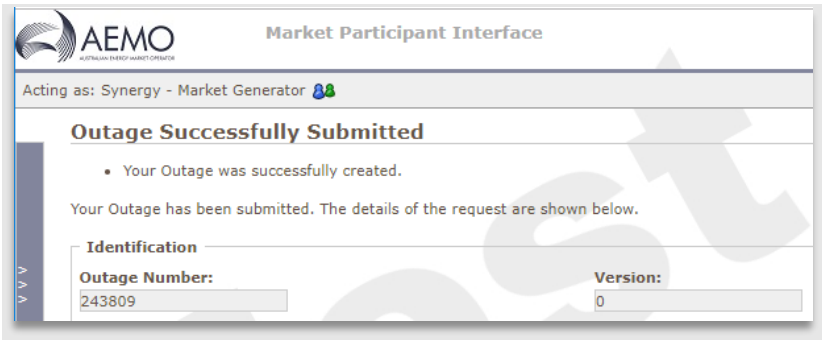 AEMO
AUSTRALIAN ENERGY MARKET OPERATOR
Market Participant Interface
Acting as: Synergy - Market Generator
Outage Successfully Submitted
• Your Outage was successfully created.
Your Outage has been submitted. The details of the request are shown below.
Identification
Outage Number:
Version:
243809
0
>
>
>